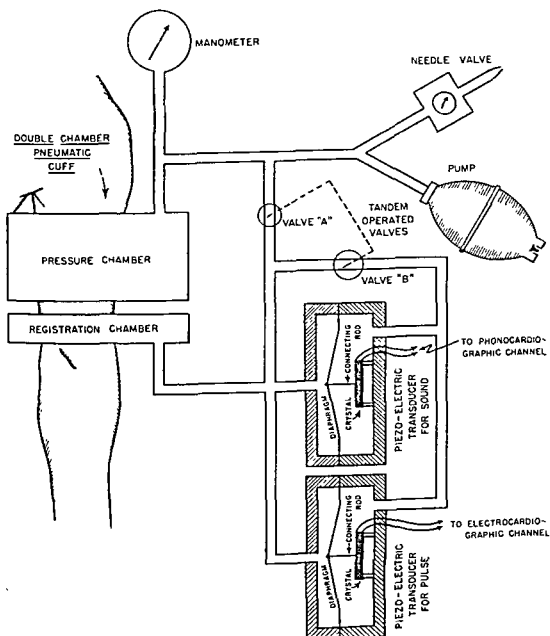 MANOMETER
NEEDLE VALVE
DOUBLE CHAMBER
PNEUMATIC
CUFF
PUMP
VALVE "A"
TANDEM
OPERATED
VALVES
VALVE "B"
PRESSURE CHAMBER
REGISTRATION CHAMBER
DIAPHRAGM
CONNECTING
ROD
CRYSTAL
PIEZO-ELECTRIC
TRANSDUCER
FOR SOUND
TO PHONOCARDIO-
GRAPHIC CHANNEL
DIAPHRAGM
CONNECTING
ROD
CRYSTAL
PIEZO-ELECTRIC
TRANSDUCER
FOR PULSE
TO ELECTROCARDIO-
GRAPHIC CHANNEL